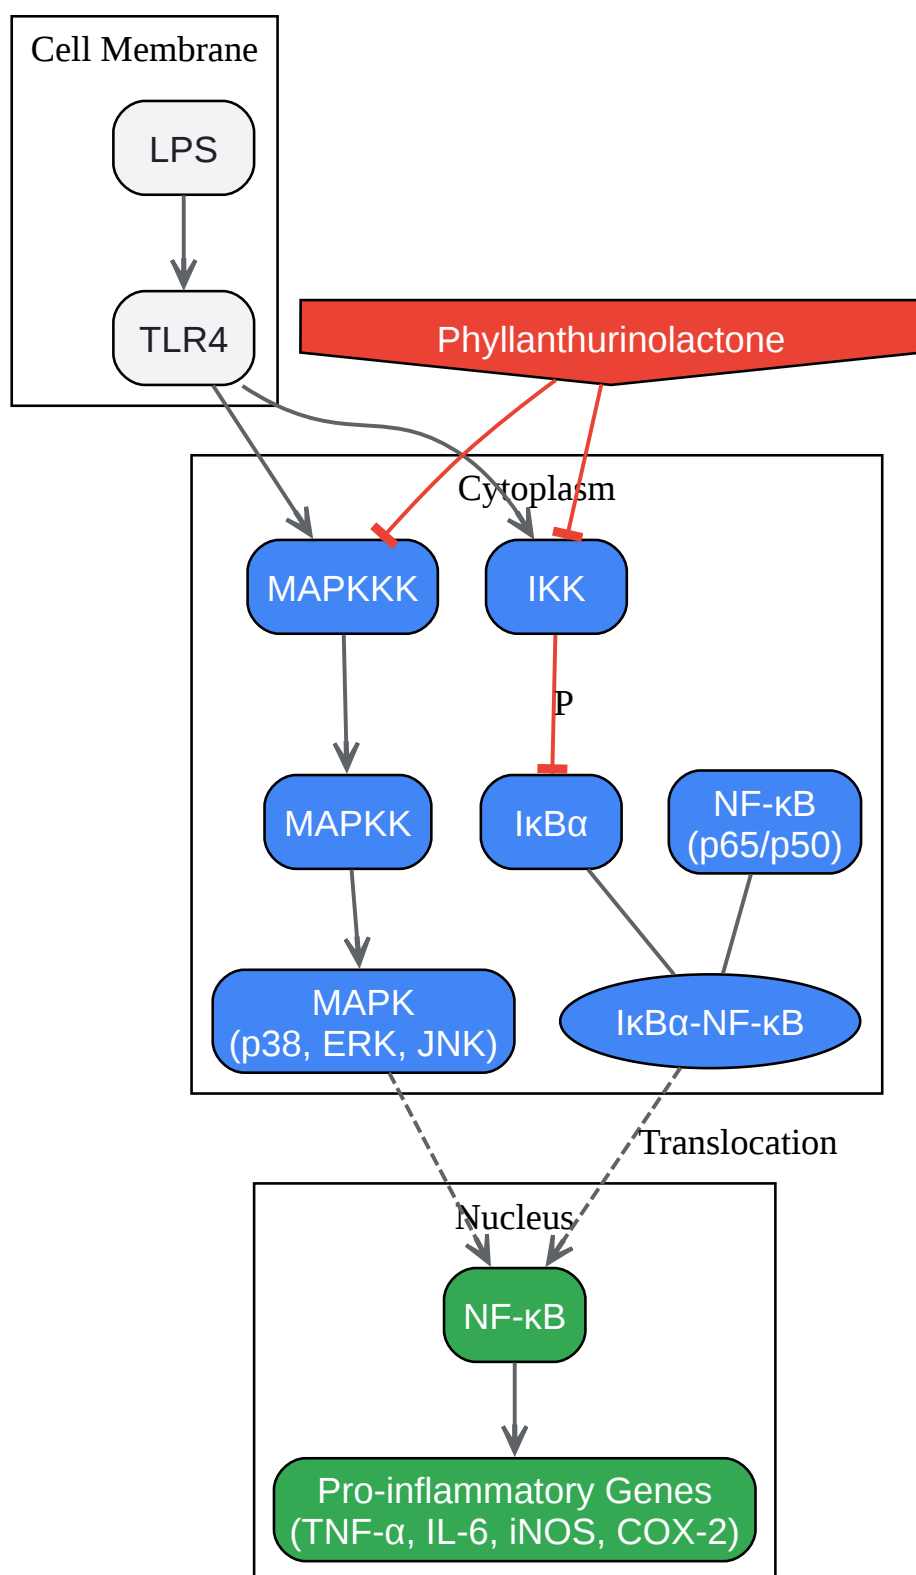 Cell Membrane
LPS
TLR4
Phyllanthurinolactone
Cytoplasm
MAPKKK
IKK
P
MAPKK
IκBα
NF-κB
(p65/p50)
MAPK
(p38, ERK, JNK)
IκBα-NF-κB
Translocation
Nucleus
NF-κB
Pro-inflammatory Genes
(TNF-α, IL-6, iNOS, COX-2)